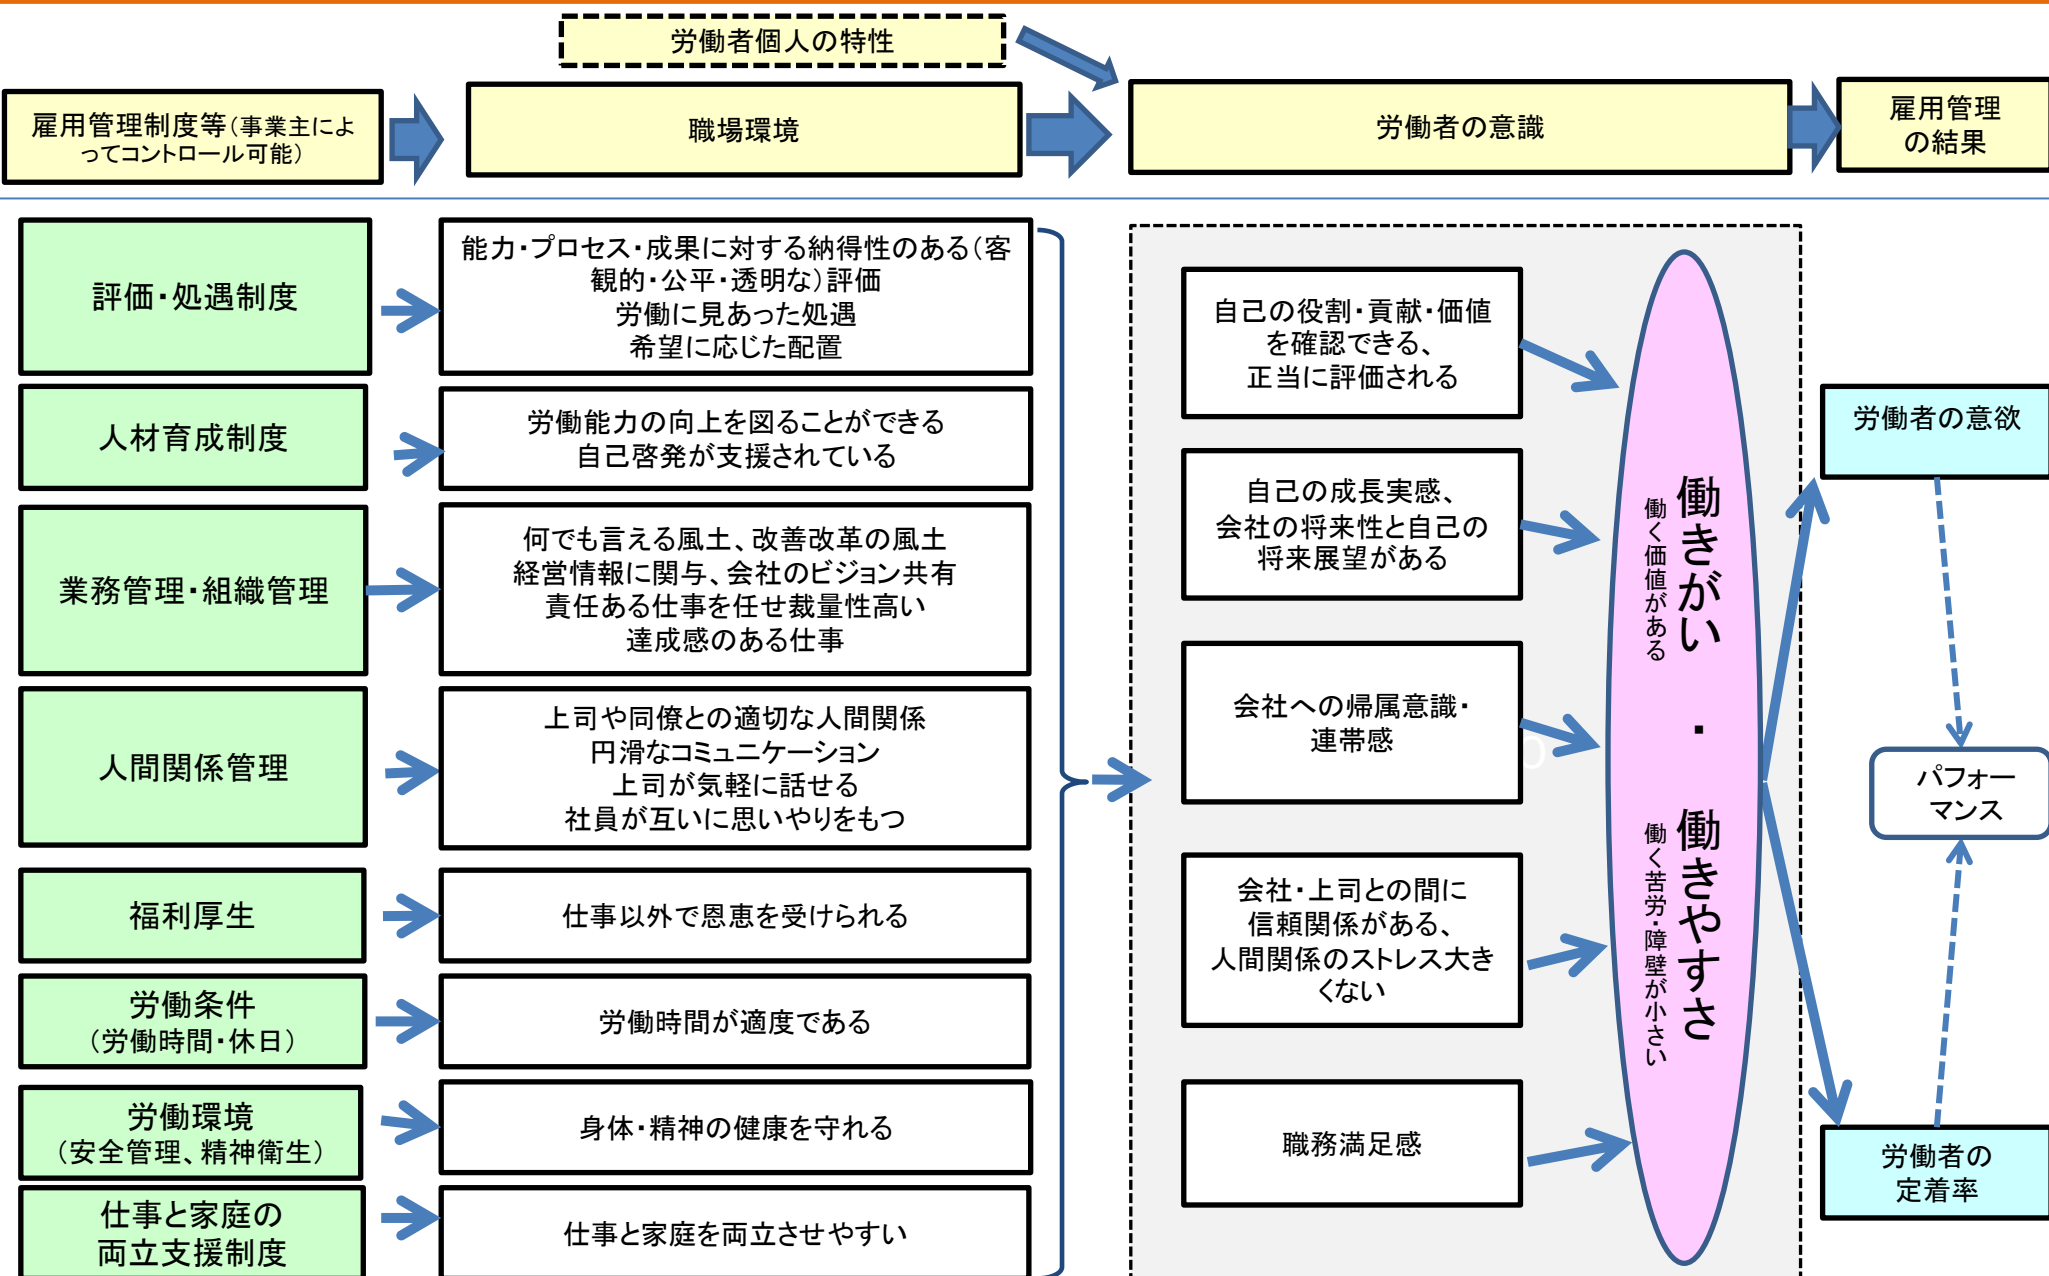 労働者個人の特性
雇用管理制度等(事業主によ
ってコントロール可能)
職場環境
労働者の意識
雇用管理
の結果
評価・処遇制度
能力・プロセス・成果に対する納得性のある(客
観的・公平・透明な)評価
労働に見あった処遇
希望に応じた配置
人材育成制度
労働能力の向上を図ることができる
自己啓発が支援されている
業務管理・組織管理
何でも言える風土、改善改革の風土
経営情報に関与、会社のビジョン共有
責任ある仕事を任せ裁量性高い
達成感のある仕事
人間関係管理
上司や同僚との適切な人間関係
円滑なコミュニケーション
上司が気軽に話せる
社員が互いに思いやりをもつ
福利厚生
仕事以外で恩恵を受けられる
労働条件
(労働時間・休日)
労働時間が適度である
労働環境
(安全管理、精神衛生)
身体・精神の健康を守れる
仕事と家庭の
両立支援制度
仕事と家庭を両立させやすい
自己の役割・貢献・価値
を確認できる、
正当に評価される
自己の成長実感、
会社の将来性と自己の
将来展望がある
会社への帰属意識・
連帯感
会社・上司との間に
信頼関係がある、
人間関係のストレス大き
くない
職務満足感
働きがい ・ 働きやすさ
働く価値がある
働く苦労・障壁が小さい
労働者の意欲
パフォー
マンス
労働者の
定着率